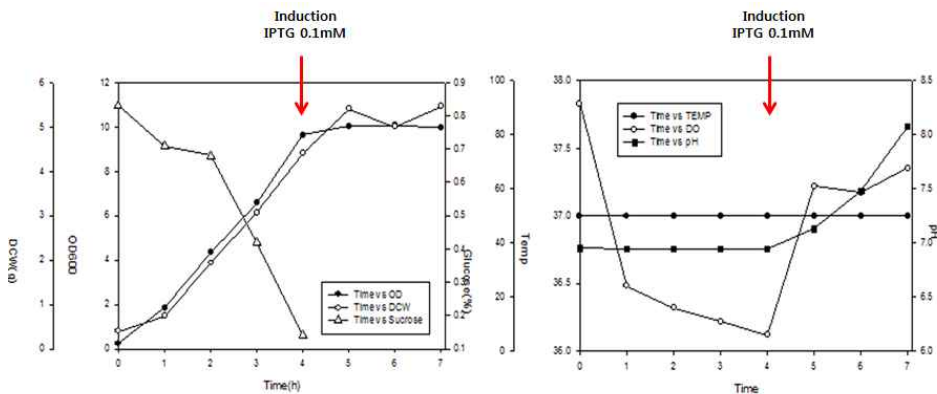 Induction
IPTG 0.1mM
Induction
IPTG 0.1mM
6
5
4
3
2
1
0
DCW(g)
12
10
8
6
4
2
0
OD600
0.9
0.8
0.7
0.6
0.5
0.4
0.3
0.2
0.1
Glucose(%)
Time vs OD
Time vs DCW
Time vs Sucrose
0 1 2 3 4 5 6 7
Time(h)
100
80
60
40
20
0
Temp
38.0
37.5
37.0
36.5
36.0
8.5
8.0
7.5
7.0
6.5
6.0
pH
Time vs TEMP
Time vs DO
Time vs pH
0 1 2 3 4 5 6 7
Time